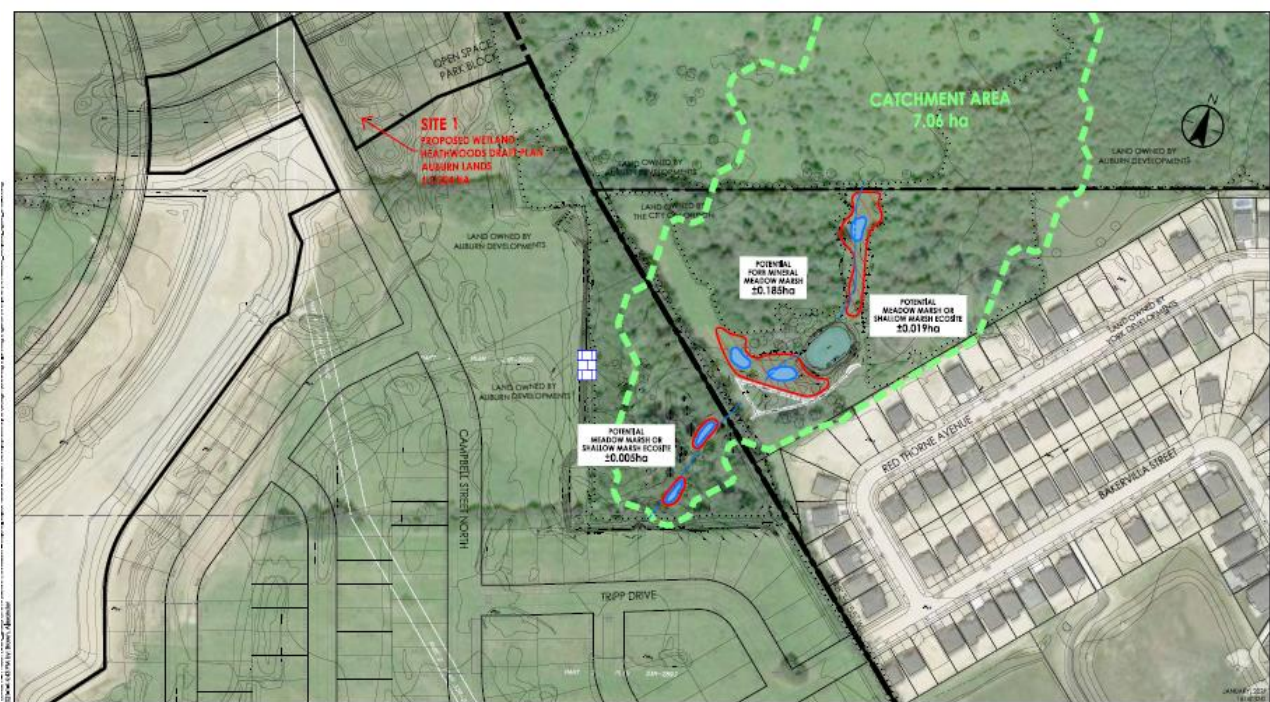 OPEN SPACE
PARK BLOCK
SITE 1
PROPOSED WETLAND
HEATHWOODS DRAFT PLAN
AUBURN LANDS
CATCHMENT AREA
7.06 ha
N
LAND OWNED BY
AUBURN DEVELOPMENTS
LAND OWNED BY
AUBURN DEVELOPMENTS
LAND OWNED BY
THE CITY OF LONDON
LAND OWNED BY
AUBURN DEVELOPMENTS
POTENTIAL
FORB MINERAL
MEADOW MARSH
±0.185ha
POTENTIAL
MEADOW MARSH OR
SHALLOW MARSH ECOSITE
±0.019ha
LAND OWNED BY
YORK DEVELOPMENTS
LAND OWNED BY
AUBURN DEVELOPMENTS
POTENTIAL
MEADOW MARSH OR
SHALLOW MARSH ECOSITE
±0.005ha
CAMPBELL STREET NORTH
RED THORNE AVENUE
BAKERVILLA STREET
TRIPP DRIVE
PART PLAN